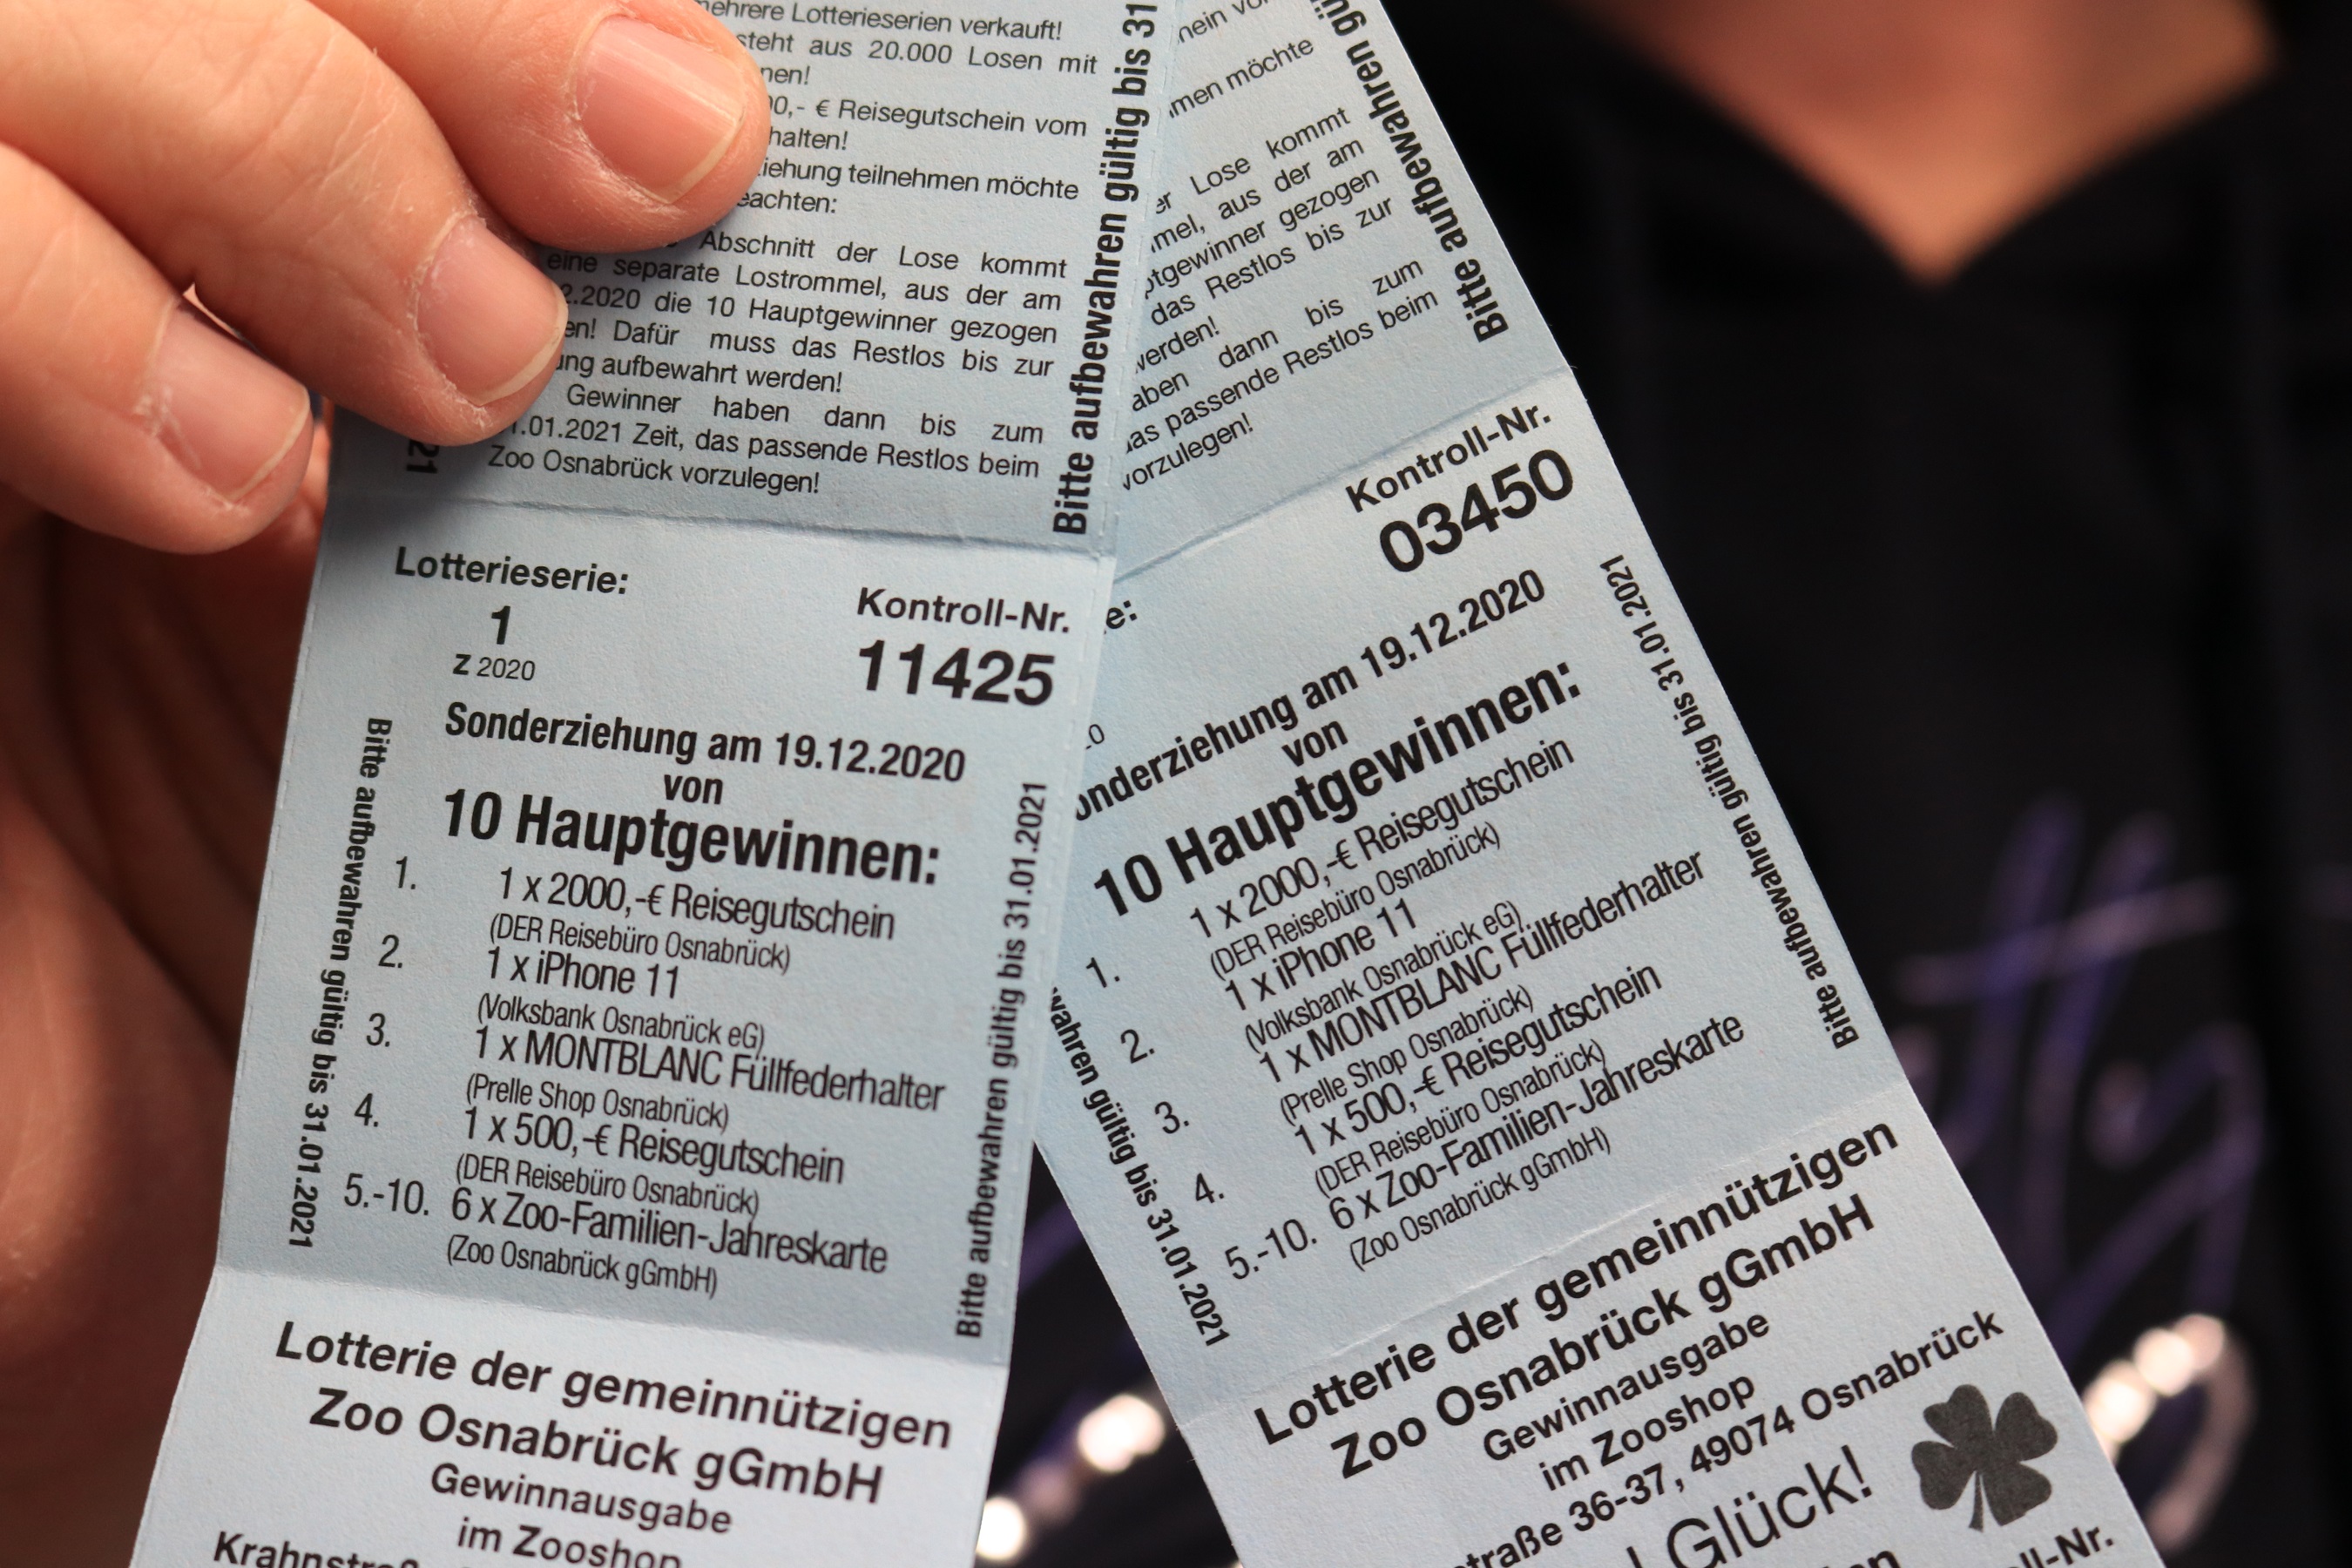 Lotterieserien verkauft!
steht aus 20.000 Losen mit
€ Reisegutschein vom
teilnehmen möchte
Abschnitt der Lose kommt
eine separate Lostrommel, aus der am
.2020 die 10 Hauptgewinner gezogen
Dafür muss das Restlos bis zur
aufbewahrt werden!
Gewinner haben dann bis zum
.01.2021 Zeit, das passende Restlos beim
Zoo Osnabrück vorzulegen!
Bitte aufbewahren gültig bis 31
21
Lotterieserie:
1
z 2020
Kontroll-Nr.
11425
Sonderziehung am 19.12.2020
von
10 Hauptgewinnen:
1. 1 x 2000,-€ Reisegutschein
(DER Reisebüro Osnabrück)
2. 1 x iPhone 11
(Volksbank Osnabrück eG)
3. 1 x MONTBLANC Füllfederhalter
(Prelle Shop Osnabrück)
4. 1 x 500,-€ Reisegutschein
(DER Reisebüro Osnabrück)
5.-10. 6 x Zoo-Familien-Jahreskarte
(Zoo Osnabrück gGmbH)
Bitte aufbewahren gültig bis 31.01.2021
Bitte aufbewahren gültig bis 31.01.2021
Lotterie der gemeinnützigen
Zoo Osnabrück gGmbH
Gewinnausgabe
im Zooshop
möchte
Lose kommt
aus der am
gezogen
das Restlos bis zur
werden!
dann bis zum
passende Restlos beim
vorzulegen!
Bitte aufbewahren
Kontroll-Nr.
03450
onderziehung am 19.12.2020
von
10 Hauptgewinnen:
1. 1 x 2000,-€ Reisegutschein
(DER Reisebüro Osnabrück)
2. 1 x iPhone 11
(Volksbank Osnabrück eG)
3. 1 x MONTBLANC Füllfederhalter
(Prelle Shop Osnabrück)
4. 1 x 500,-€ Reisegutschein
(DER Reisebüro Osnabrück)
5.-10. 6 x Zoo-Familien-Jahreskarte
(Zoo Osnabrück gGmbH)
wahren gültig bis 31.01.2021
Bitte aufbewahren gültig bis 31.01.2021
Lotterie der gemeinnützigen
Zoo Osnabrück gGmbH
Gewinnausgabe
im Zooshop
straße 36-37, 49074 Osnabrück
Glück!